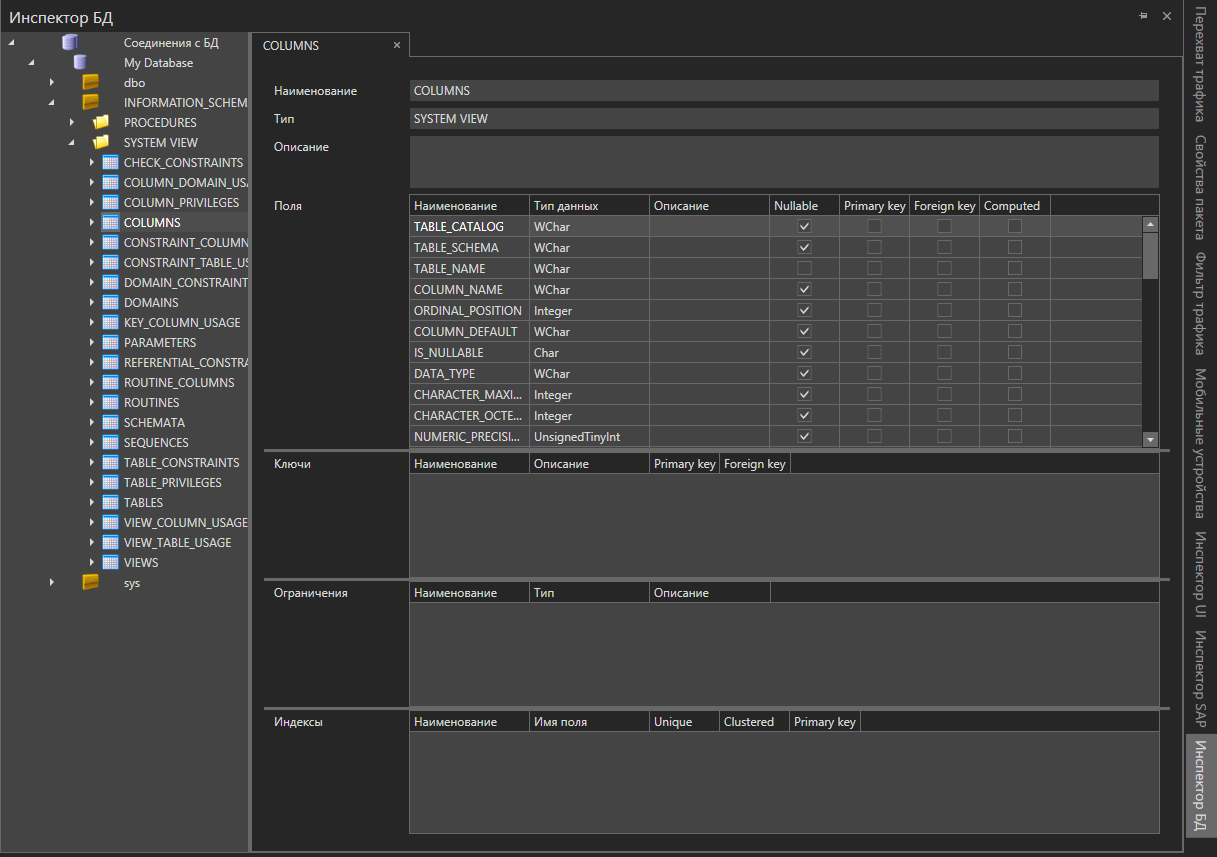 Инспектор БД
Соединения с БД
My Database
dbo
INFORMATION_SCHEM
PROCEDURES
SYSTEM VIEW
CHECK_CONSTRAINTS
COLUMN_DOMAIN_USA
COLUMN_PRIVILEGES
COLUMNS
CONSTRAINT_COLUMN
CONSTRAINT_TABLE_US
DOMAIN_CONSTRAINT
DOMAINS
KEY_COLUMN_USAGE
PARAMETERS
REFERENTIAL_CONSTRA
ROUTINE_COLUMNS
ROUTINES
SCHEMATA
SEQUENCES
TABLE_CONSTRAINTS
TABLE_PRIVILEGES
TABLES
VIEW_COLUMN_USAGE
VIEW_TABLE_USAGE
VIEWS
sys
COLUMNS
Наименование COLUMNS
Тип SYSTEM VIEW
Описание
Поля
Наименование Тип данных Описание Nullable Primary key Foreign key Computed
TABLE_CATALOG WChar
TABLE_SCHEMA WChar
TABLE_NAME WChar
COLUMN_NAME WChar
ORDINAL_POSITION Integer
COLUMN_DEFAULT WChar
IS_NULLABLE Char
DATA_TYPE WChar
CHARACTER_MAXI... Integer
CHARACTER_OCTE... Integer
NUMERIC_PRECISI... UnsignedTinyInt
Ключи
Наименование Описание Primary key Foreign key
Ограничения
Наименование Тип Описание
Индексы
Наименование Имя поля Unique Clustered Primary key
Перехват трафика
Свойства пакета
Фильтр трафика
Мобильные устройства
Инспектор UI
Инспектор SAP
Инспектор БД